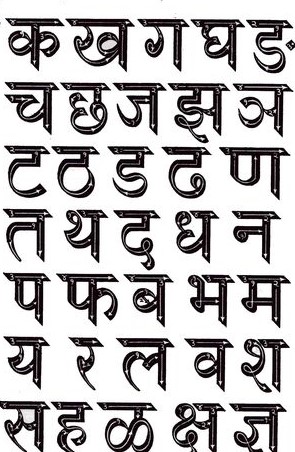 क ख ग घ ङ
च छ ज झ ञ
ट ठ ड ढ ण
त थ द ध न
प फ ब भ म
य र ल व श
स ह ळ क्ष ज्ञ